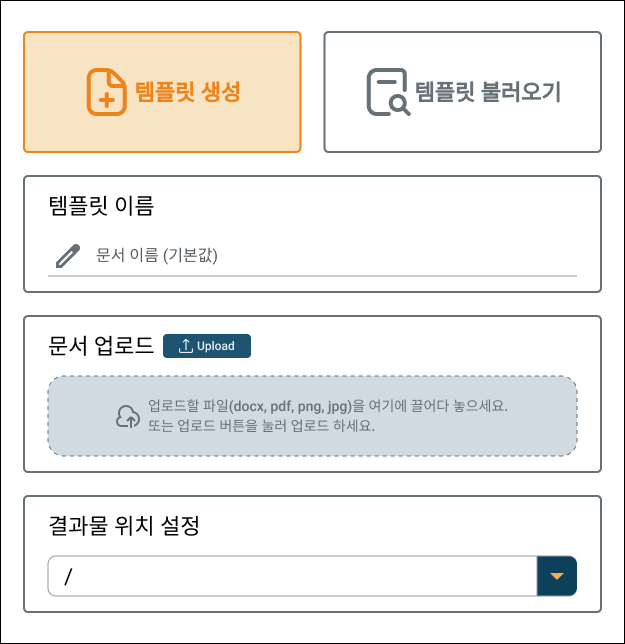 템플릿 생성
템플릿 불러오기
템플릿 이름
문서 이름 (기본값)
문서 업로드
Upload
업로드할 파일(docx, pdf, png, jpg)을 여기에 끌어다 놓으세요.
또는 업로드 버튼을 눌러 업로드 하세요.
결과물 위치 설정
/